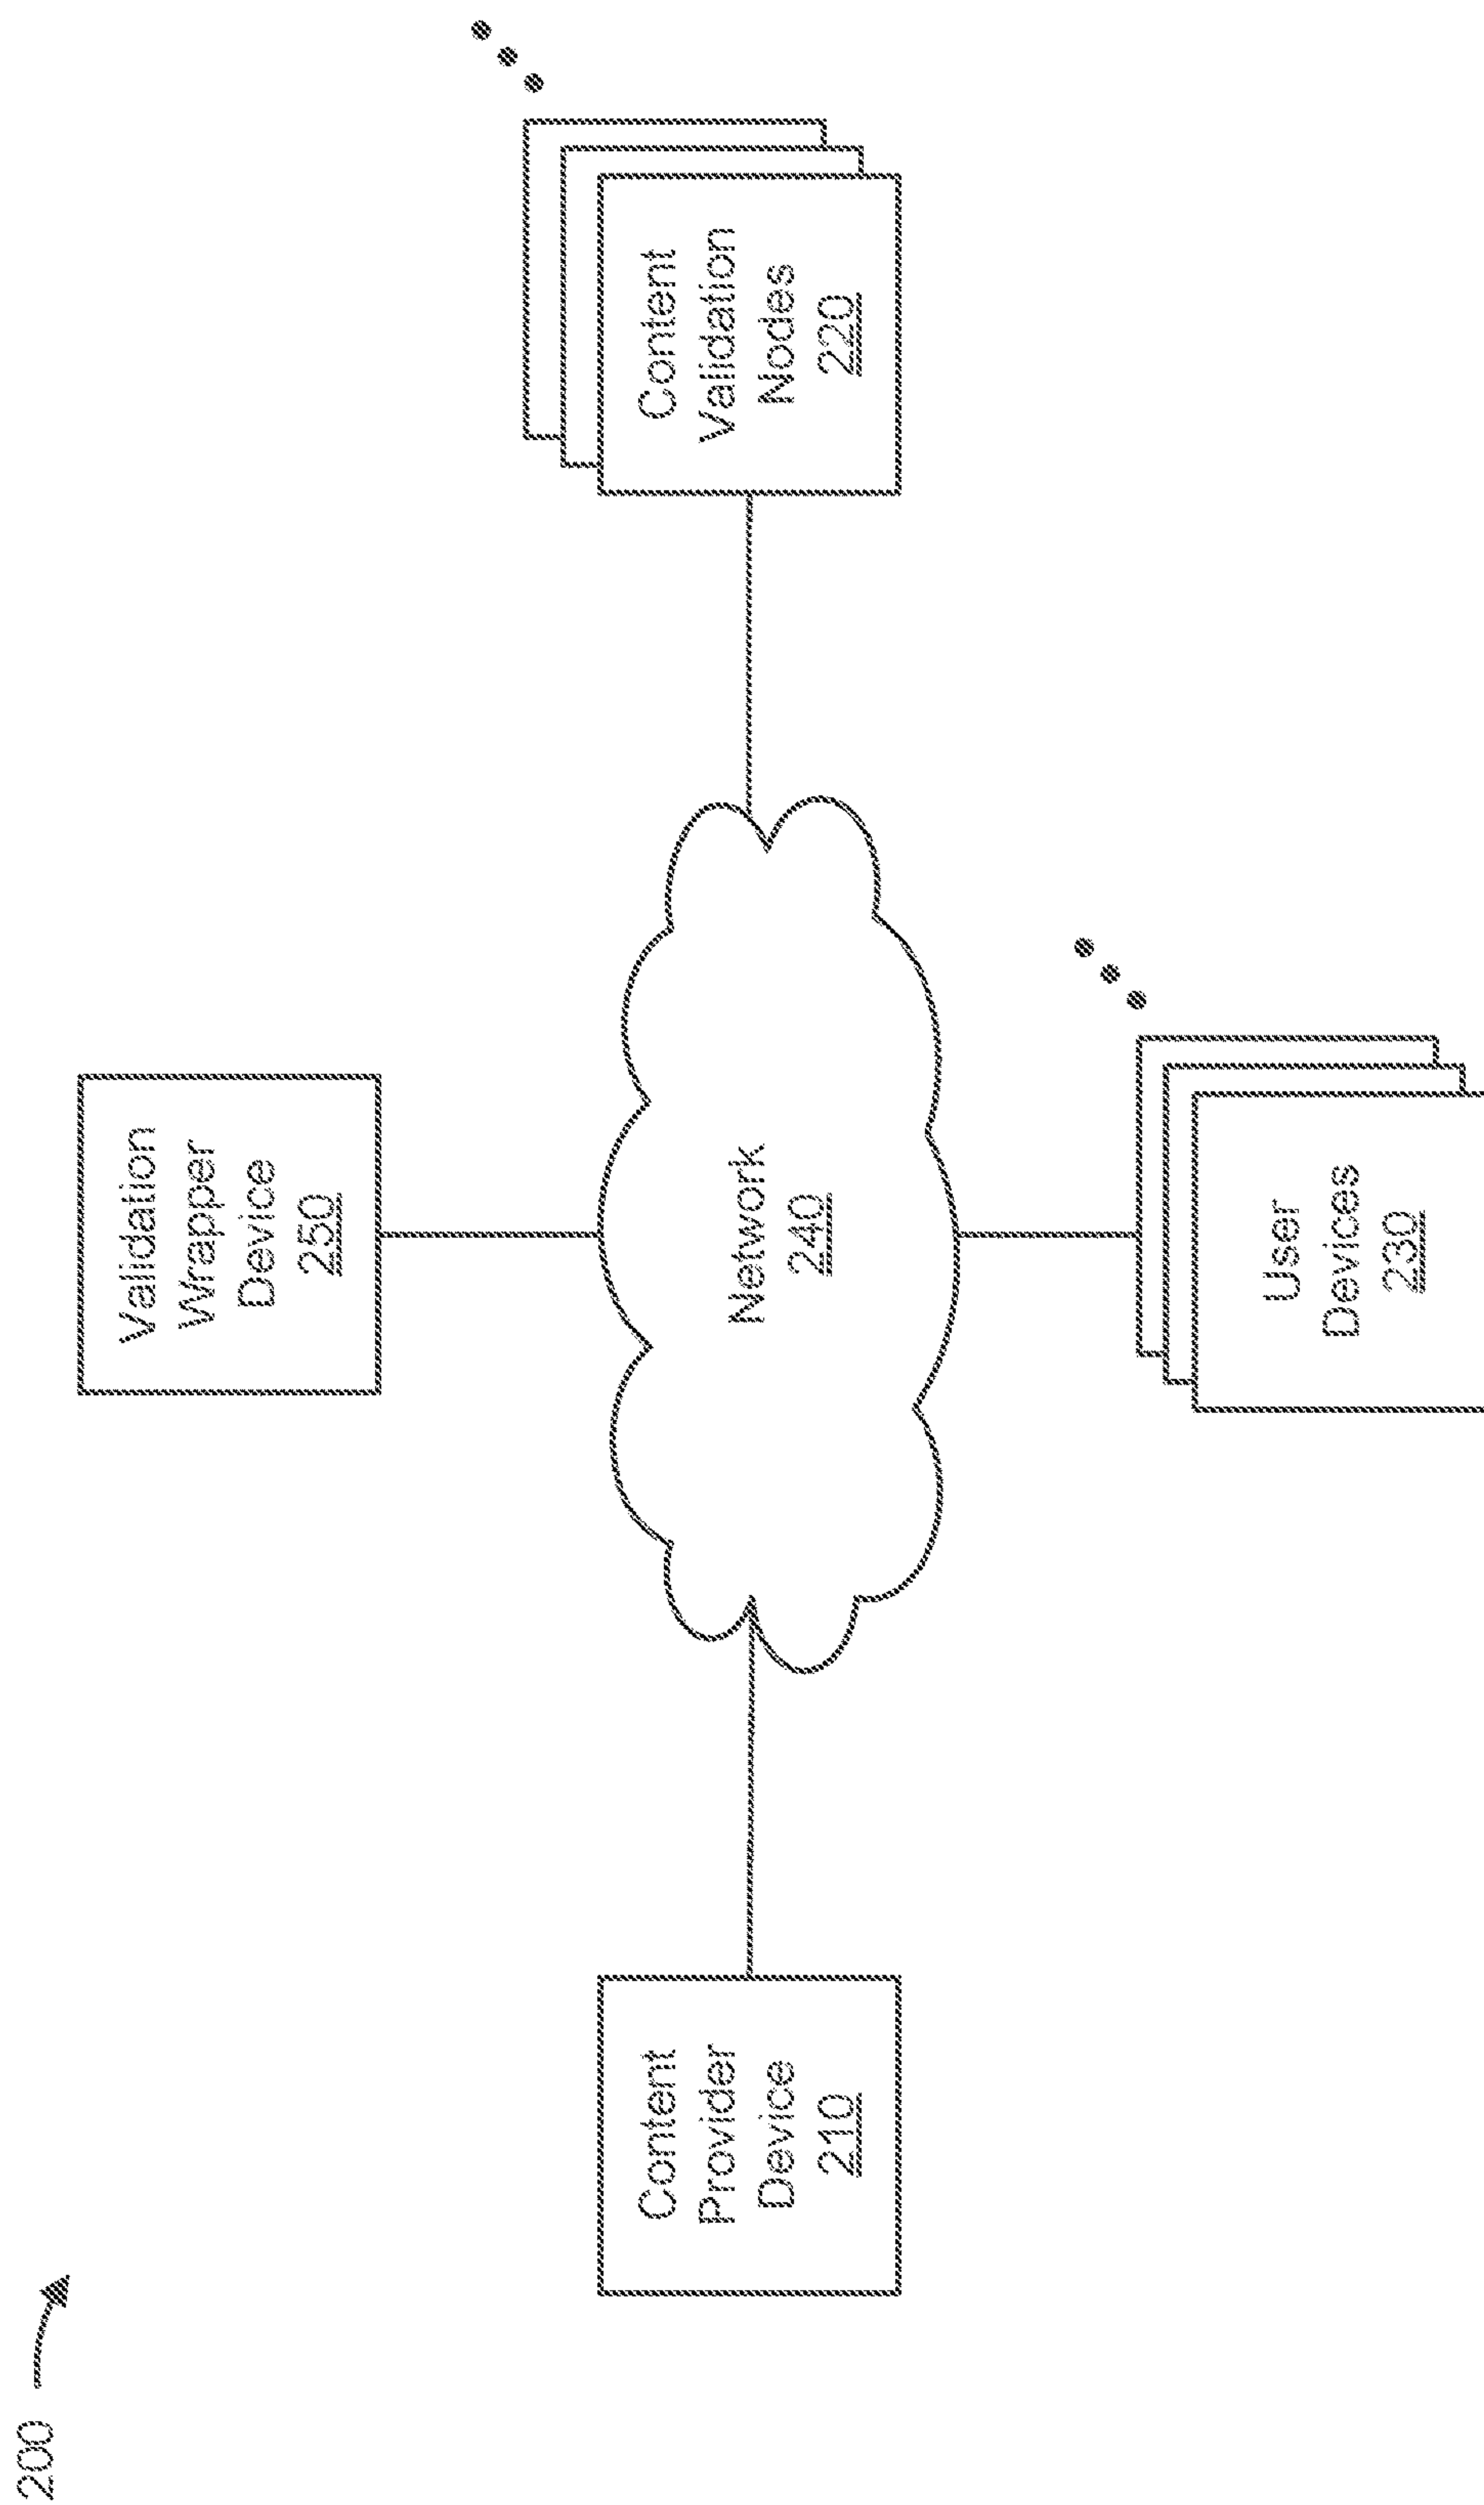 200
Validation
Wrapper
Device
250
Content
Provider
Device
210
Network
240
Content
Validation
Nodes
220
User
Devices
230